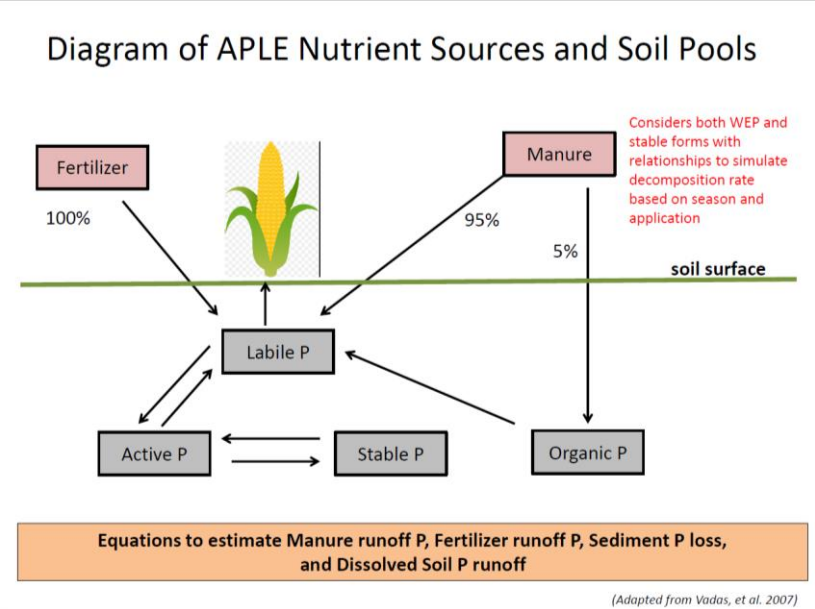 Diagram of APLE Nutrient Sources and Soil Pools
Fertilizer
100%
Manure
Considers both WEP and
stable forms with
relationships to simulate
decomposition rate
based on season and
application
95%
5%
soil surface
Labile P
Active P
Stable P
Organic P
Equations to estimate Manure runoff P, Fertilizer runoff P, Sediment P loss,
and Dissolved Soil P runoff
(Adapted from Vadas, et al. 2007)